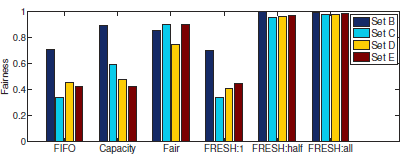 1
0.8
0.6
0.4
0.2
0
Fairness
FIFO Capacity Fair FRESH:1 FRESH:half FRESH:all
Set B
Set C
Set D
Set E